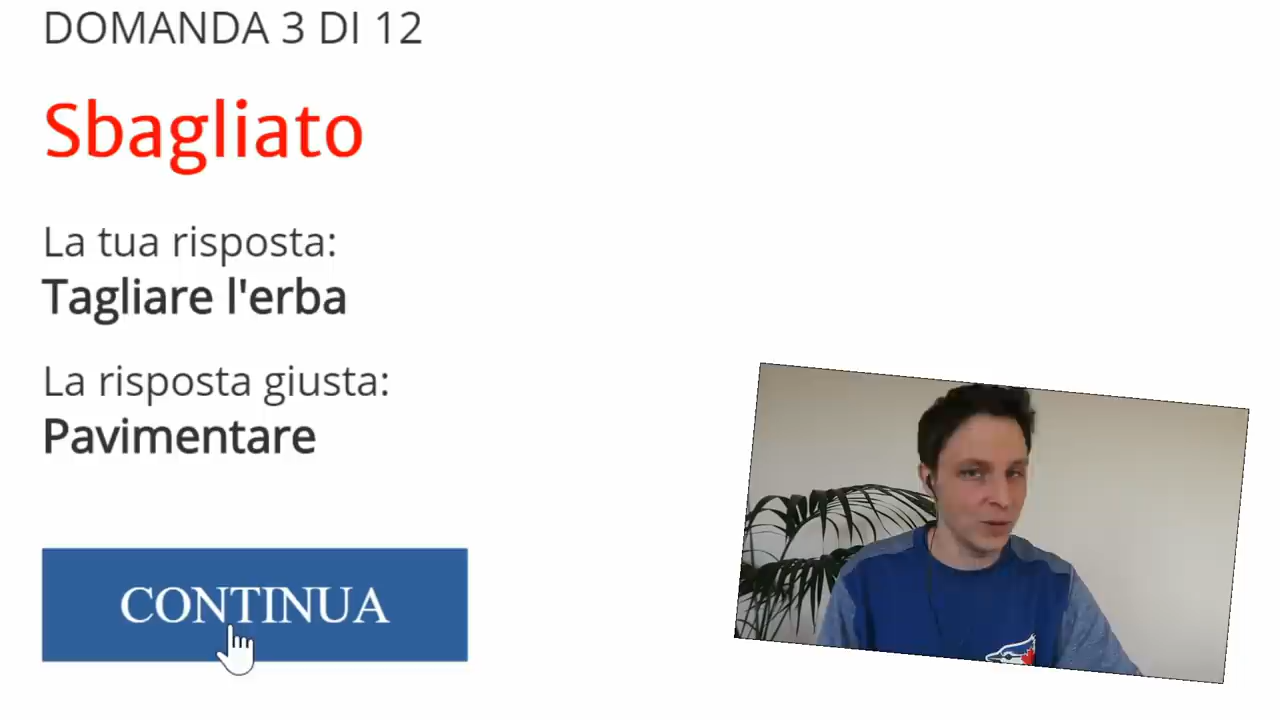 DOMANDA 3 DI 12
Sbagliato
La tua risposta:
Tagliare l'erba
La risposta giusta:
Pavimentare
CONTINUA